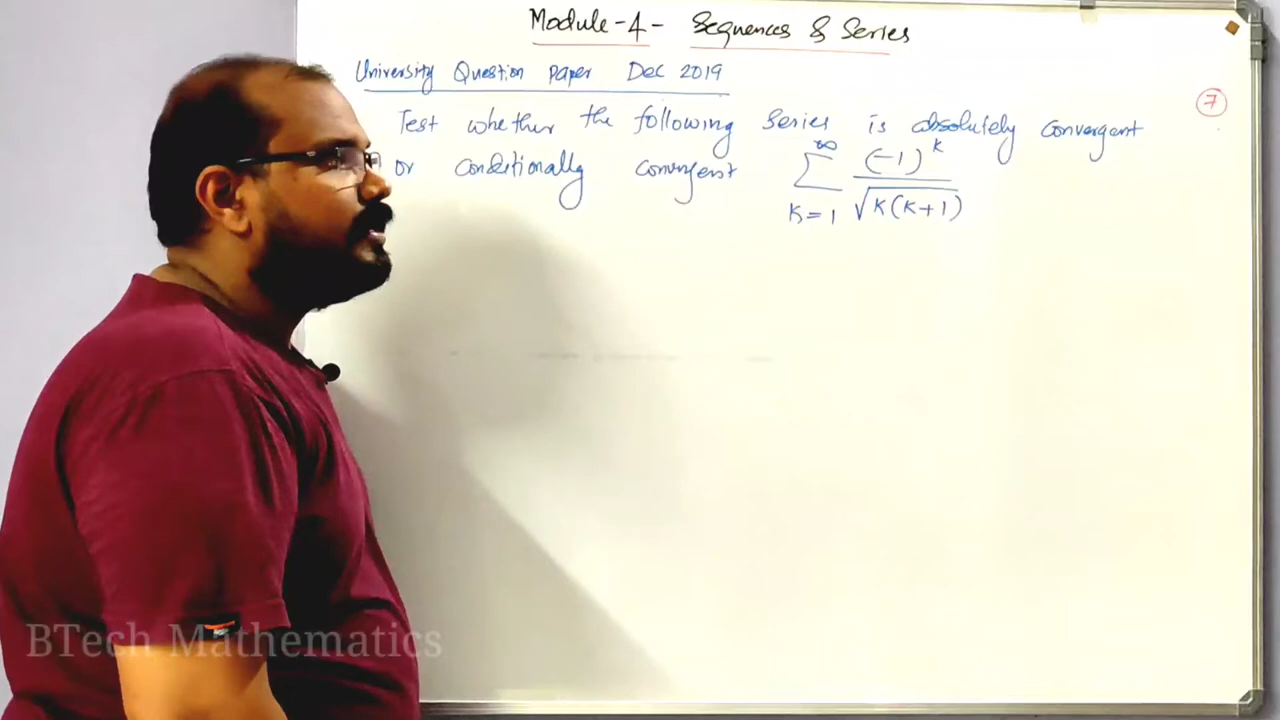 Module-4- Sequences & Series
University Question paper Dec 2019
7
Test whether the following series is absolutely convergent
or conditionally convergent ∑_{k=1}^{∞} (-1)^k / √k(k+1)
BTech Mathematics